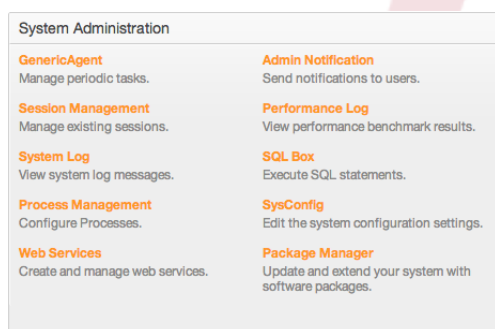 System Administration
GenericAgent
Manage periodic tasks.
Session Management
Manage existing sessions.
System Log
View system log messages.
Process Management
Configure Processes.
Web Services
Create and manage web services.
Admin Notification
Send notifications to users.
Performance Log
View performance benchmark results.
SQL Box
Execute SQL statements.
SysConfig
Edit the system configuration settings.
Package Manager
Update and extend your system with
software packages.